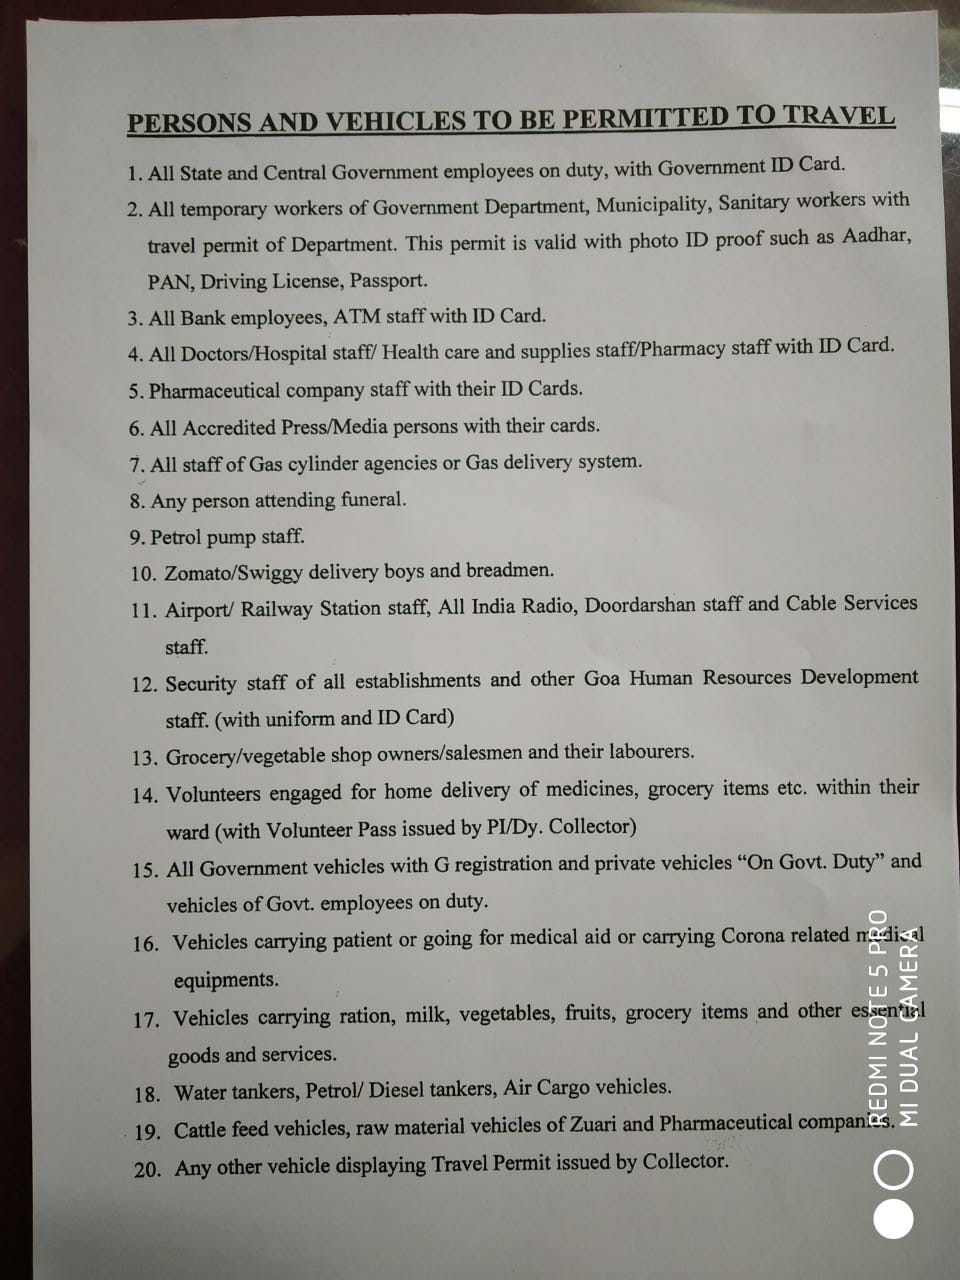 PERSONS AND VEHICLES TO BE PERMITTED TO TRAVEL
1. All State and Central Government employees on duty, with Government ID Card.
2. All temporary workers of Government Department, Municipality, Sanitary workers with
travel permit of Department. This permit is valid with photo ID proof such as Aadhar,
PAN, Driving License, Passport.
3. All Bank employees, ATM staff with ID Card.
4. All Doctors/Hospital staff/ Health care and supplies staff/Pharmacy staff with ID Card.
5. Pharmaceutical company staff with their ID Cards.
6. All Accredited Press/Media persons with their cards.
7. All staff of Gas cylinder agencies or Gas delivery system.
8. Any person attending funeral.
9. Petrol pump staff.
10. Zomato/Swiggy delivery boys and breadmen.
11. Airport/ Railway Station staff, All India Radio, Doordarshan staff and Cable Services
staff.
12. Security staff of all establishments and other Goa Human Resources Development
staff. (with uniform and ID Card)
13. Grocery/vegetable shop owners/salesmen and their labourers.
14. Volunteers engaged for home delivery of medicines, grocery items etc. within their
ward (with Volunteer Pass issued by PI/Dy. Collector)
15. All Government vehicles with G registration and private vehicles “On Govt. Duty” and
vehicles of Govt. employees on duty.
16. Vehicles carrying patient or going for medical aid or carrying Corona related medical
equipments.
17. Vehicles carrying ration, milk, vegetables, fruits, grocery items and other essential
goods and services.
18. Water tankers, Petrol/ Diesel tankers, Air Cargo vehicles.
19. Cattle feed vehicles, raw material vehicles of Zuari and Pharmaceutical companies.
20. Any other vehicle displaying Travel Permit issued by Collector.
REDMI NOTE 5 PRO
MI DUAL CAMERA